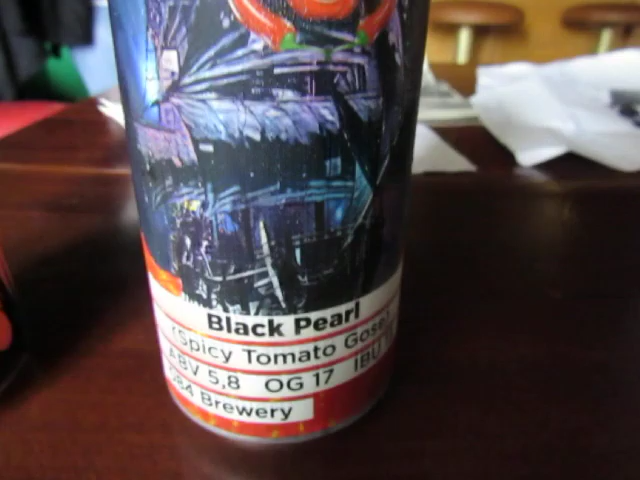 Black Pearl
(Spicy Tomato Gose)
ABV 5,8 OG 17 IBU
Brewery